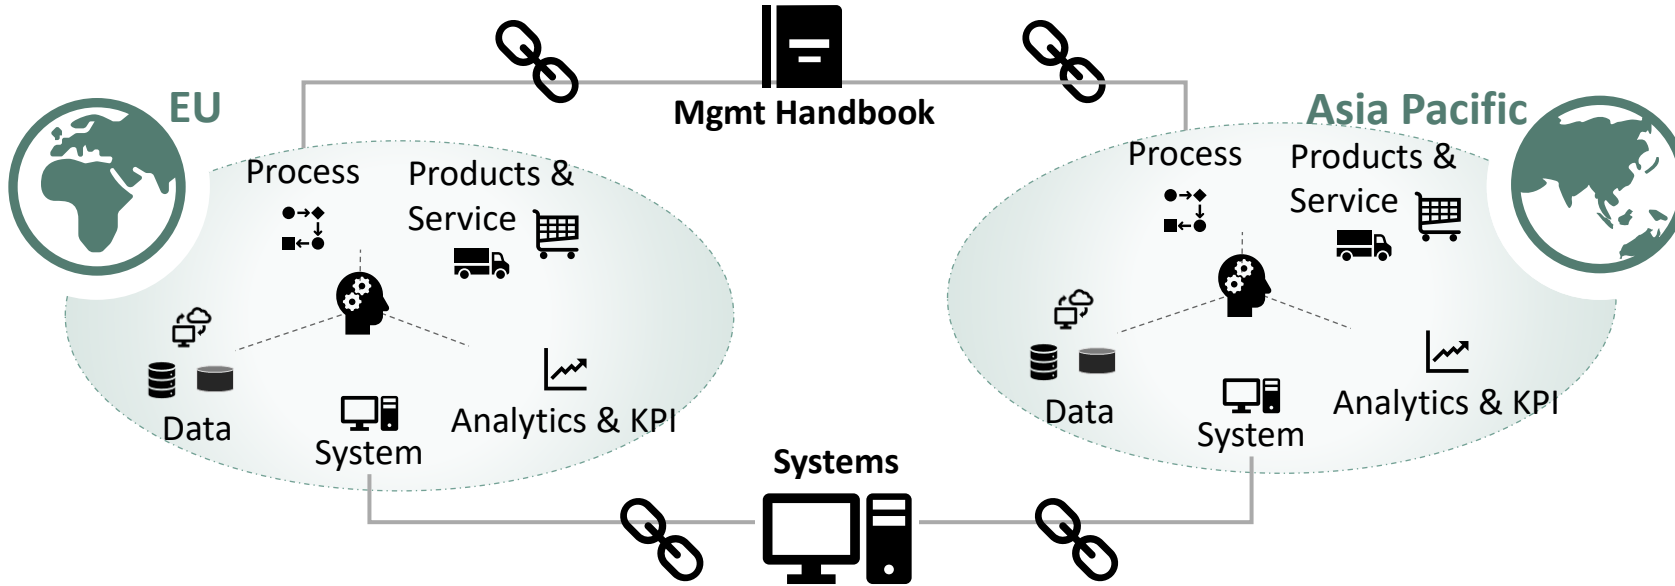 Mgmt Handbook
EU
Process
Products &
Service
Data
System
Analytics & KPI
Asia Pacific
Process
Products &
Service
Data
System
Analytics & KPI
Systems